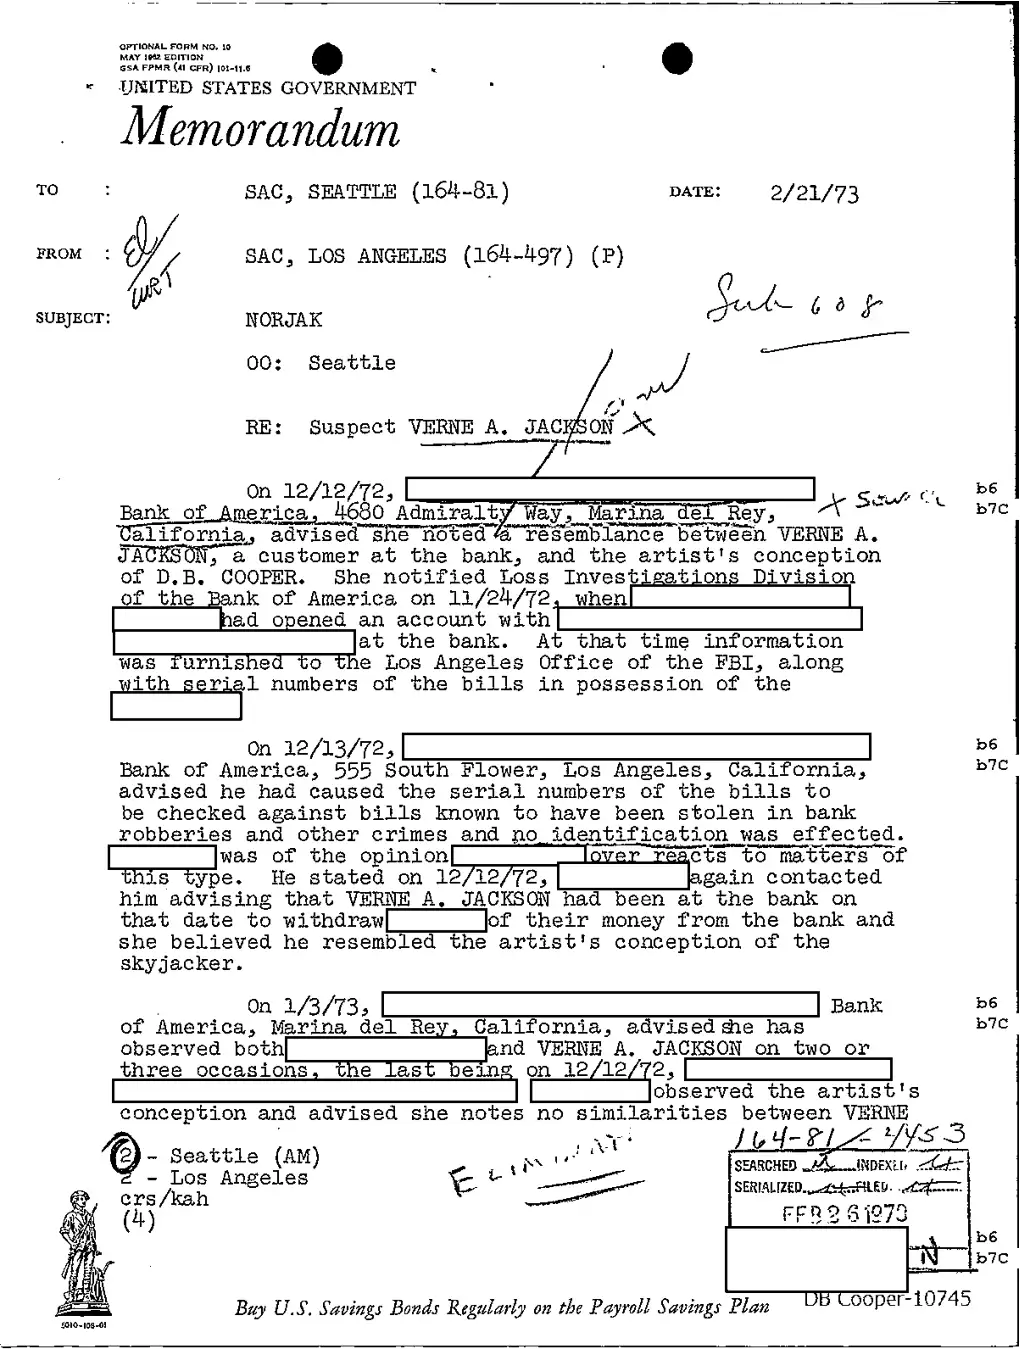 OPTIONAL FORM NO. 10
MAY 1962 EDITION
GSA FPMR (41 CFR) 101-11.6
UNITED STATES GOVERNMENT
Memorandum
TO : SAC, SEATTLE (164-81) DATE: 2/21/73
FROM : SAC, LOS ANGELES (164-497) (P)
Sub 608
SUBJECT: NORJAK
OO: Seattle
RE: Suspect VERNE A. JACKSON
On 12/12/72, b6
Bank of America, 4680 Admiralty Way, Marina del Rey, b7C
California, advised she noted a resemblance between VERNE A.
JACKSON, a customer at the bank, and the artist's conception
of D.B. COOPER. She notified Loss Investigations Division
of the Bank of America on 11/24/72, when
had opened an account with
at the bank. At that time information
was furnished to the Los Angeles Office of the FBI, along
with serial numbers of the bills in possession of the
On 12/13/72, b6
Bank of America, 555 South Flower, Los Angeles, California, b7C
advised he had caused the serial numbers of the bills to
be checked against bills known to have been stolen in bank
robberies and other crimes and no identification was effected.
was of the opinion over reacts to matters of
this type. He stated on 12/12/72, again contacted
him advising that VERNE A. JACKSON had been at the bank on
that date to withdraw of their money from the bank and
she believed he resembled the artist's conception of the
skyjacker.
On 1/3/73, Bank b6
of America, Marina del Rey, California, advised she has b7C
observed both and VERNE A. JACKSON on two or
three occasions, the last being on 12/12/72,
observed the artist's
conception and advised she notes no similarities between VERNE
164-81-
2 - Seattle (AM)
2 - Los Angeles
crs/kah
(4)
SEARCHED INDEXED
SERIALIZED FILED
FEB 26 1973
b6
N b7C
Buy U.S. Savings Bonds Regularly on the Payroll Savings Plan
DB Cooper-10745
5010-108-01